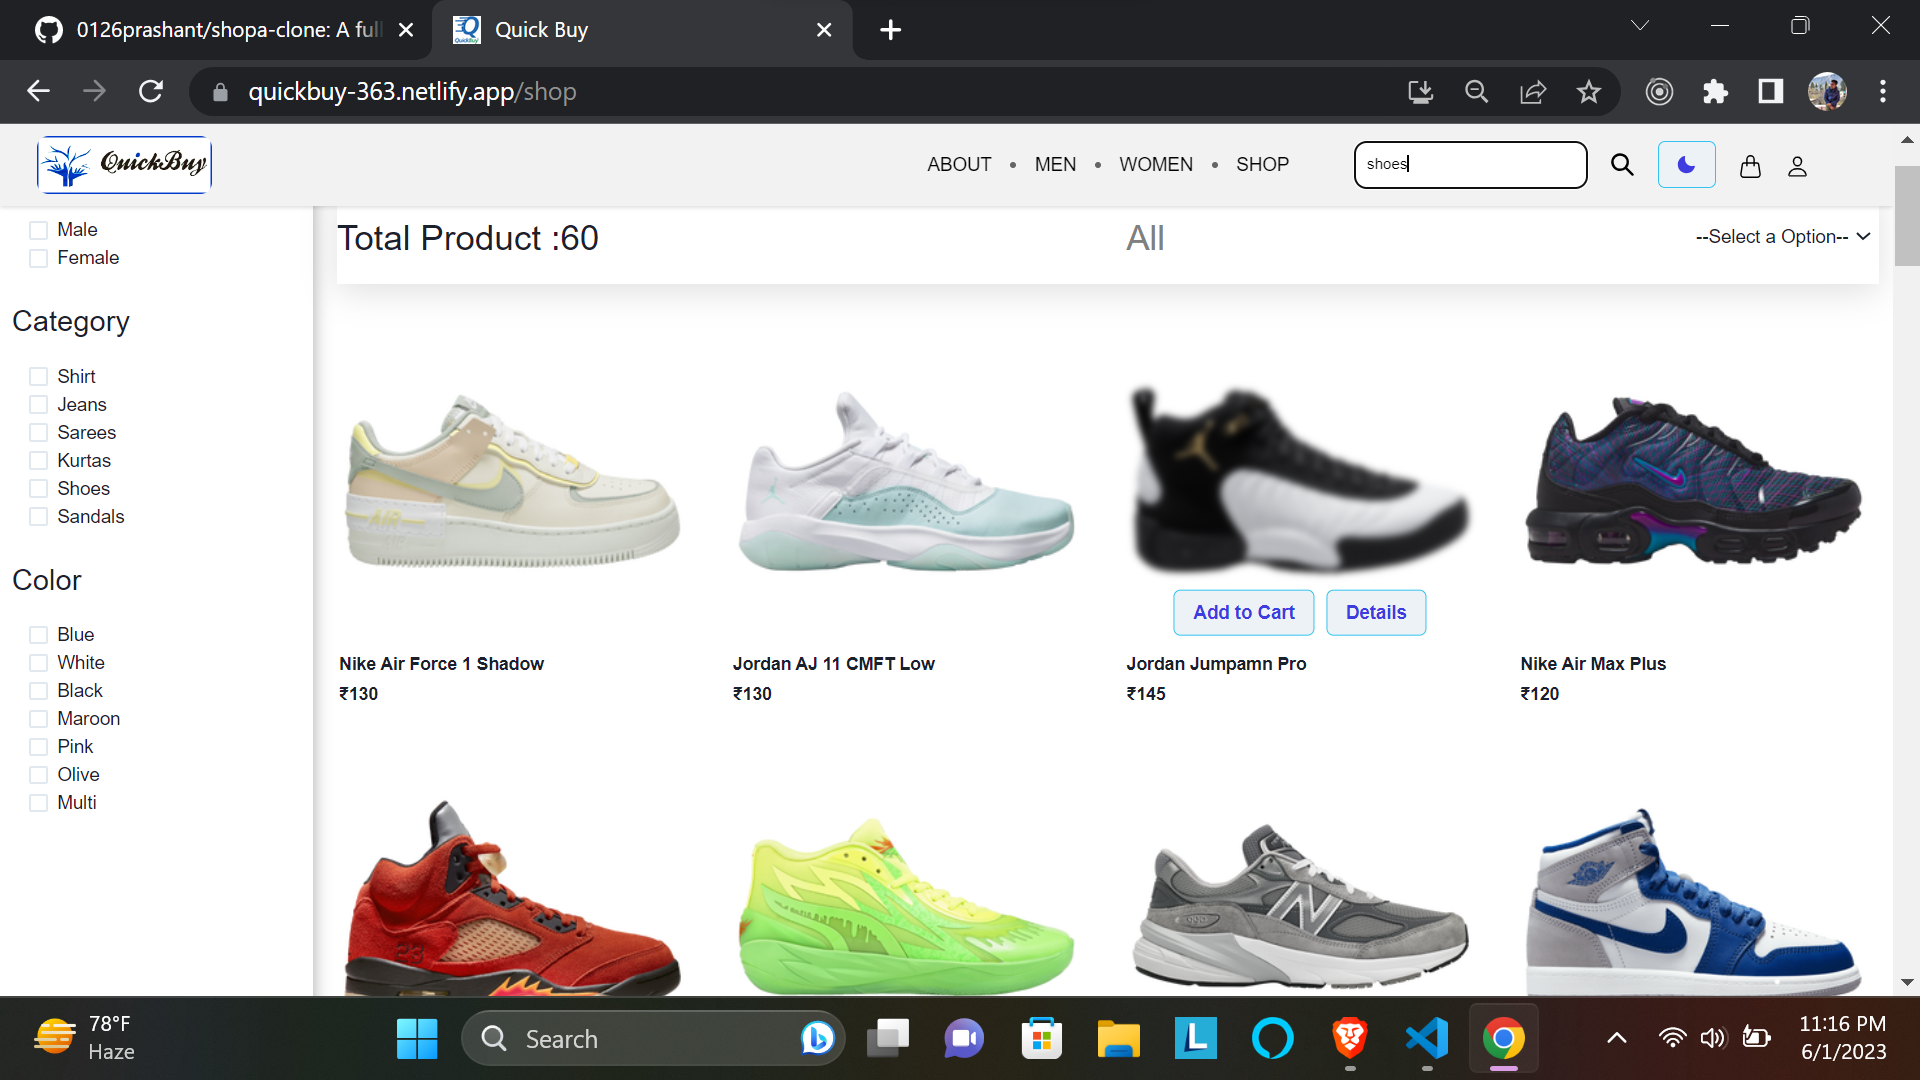 0126prashant/shopa-clone: A full
Quick Buy
quickbuy-363.netlify.app/shop
QuickBuy
ABOUT • MEN • WOMEN • SHOP
shoes
Male
Female
Category
Shirt
Jeans
Sarees
Kurtas
Shoes
Sandals
Color
Blue
White
Black
Maroon
Pink
Olive
Multi
Total Product :60
All
--Select a Option--
Add to Cart
Details
Nike Air Force 1 Shadow
₹130
Jordan AJ 11 CMFT Low
₹130
Jordan Jumpamn Pro
₹145
Nike Air Max Plus
₹120
78°F
Haze
Search
11:16 PM
6/1/2023